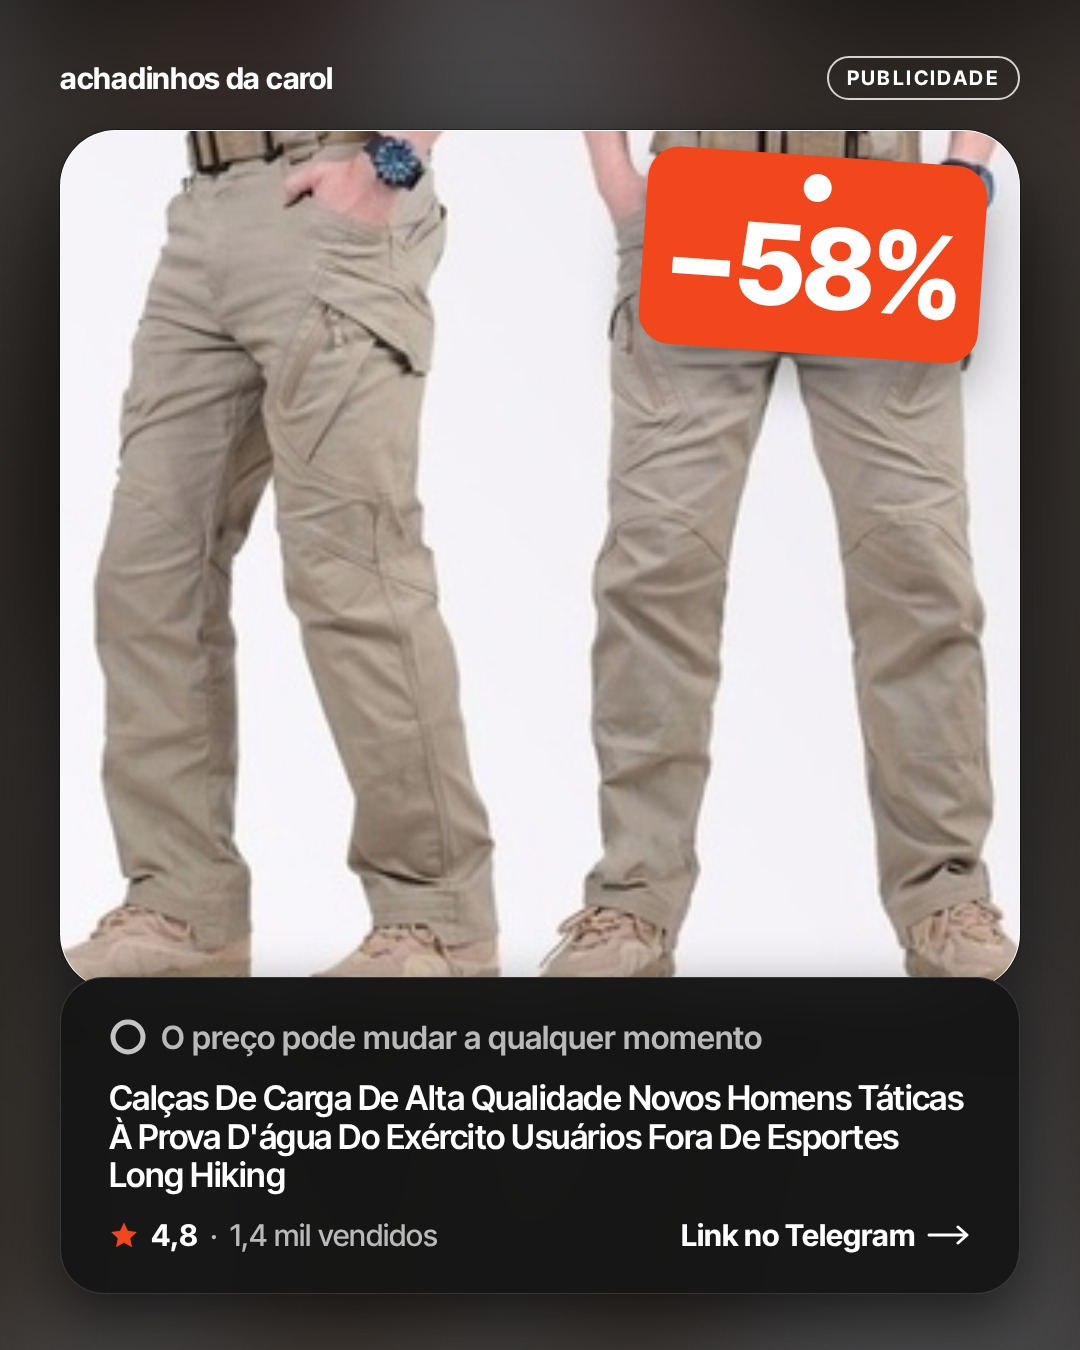 achadinhos da carol
PUBLICIDADE
–58%
O preço pode mudar a qualquer momento
Calças De Carga De Alta Qualidade Novos Homens Táticas
À Prova D'água Do Exército Usuários Fora De Esportes
Long Hiking
4,8 · 1,4 mil vendidos
Link no Telegram →